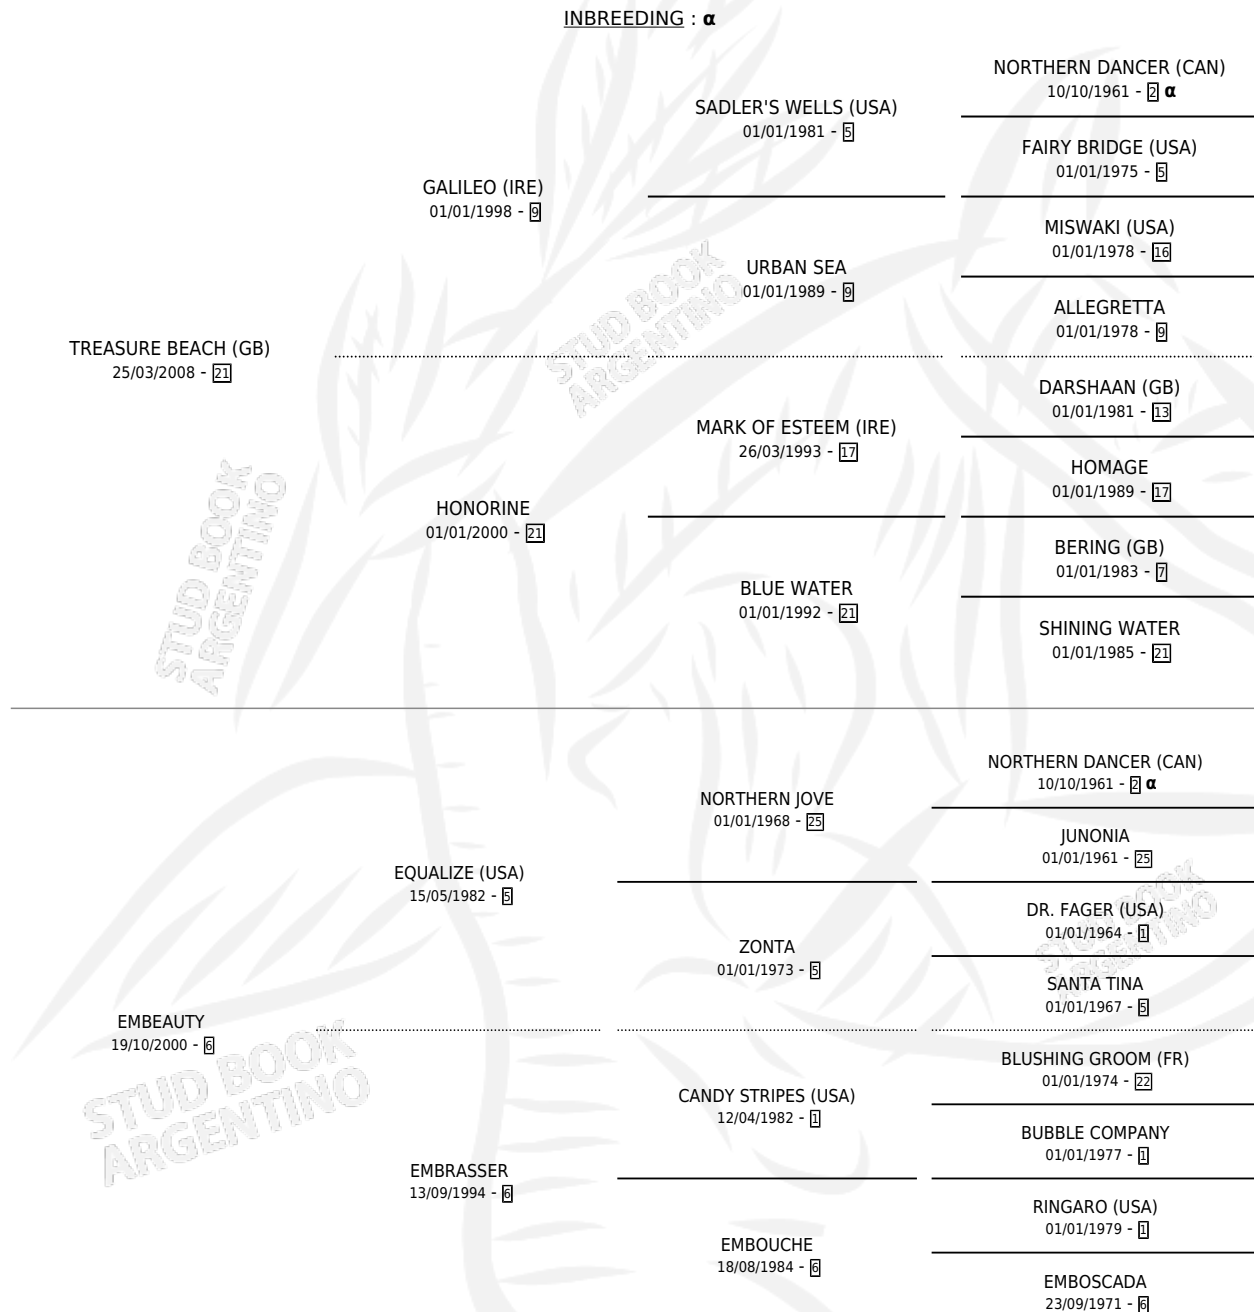 INBREEDING : α
NORTHERN DANCER (CAN)
10/10/1961 - 2 α
SADLER'S WELLS (USA)
01/01/1981 - 5
FAIRY BRIDGE (USA)
01/01/1975 - 5
GALILEO (IRE)
01/01/1998 - 9
MISWAKI (USA)
01/01/1978 - 16
URBAN SEA
01/01/1989 - 9
ALLEGRETTA
01/01/1978 - 9
TREASURE BEACH (GB)
25/03/2008 - 21
DARSHAAN (GB)
01/01/1981 - 13
MARK OF ESTEEM (IRE)
26/03/1993 - 17
HOMAGE
01/01/1989 - 17
HONORINE
01/01/2000 - 21
BERING (GB)
01/01/1983 - 7
BLUE WATER
01/01/1992 - 21
SHINING WATER
01/01/1985 - 21
NORTHERN DANCER (CAN)
10/10/1961 - 2 α
NORTHERN JOVE
01/01/1968 - 25
JUNONIA
01/01/1961 - 25
EQUALIZE (USA)
15/05/1982 - 5
DR. FAGER (USA)
01/01/1964 - 1
ZONTA
01/01/1973 - 5
SANTA TINA
01/01/1967 - 5
EMBEAUTY
19/10/2000 - 6
BLUSHING GROOM (FR)
01/01/1974 - 22
CANDY STRIPES (USA)
12/04/1982 - 1
BUBBLE COMPANY
01/01/1977 - 1
EMBRASSER
13/09/1994 - 6
RINGARO (USA)
01/01/1979 - 1
EMBOUCHE
18/08/1984 - 6
EMBOSCADA
23/09/1971 - 6
STUD BOOK
ARGENTINO
STUD BOOK
ARGENTINO
STUD BOOK
ARGENTINO
STUD BOOK
ARGENTINO